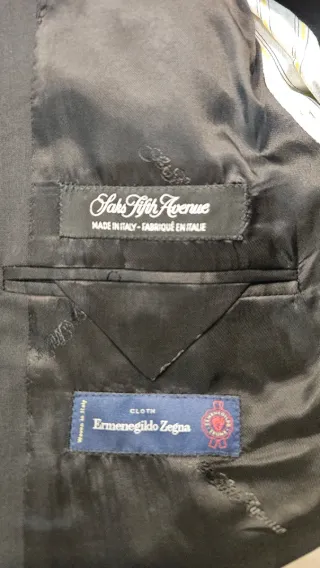 Saks Fifth Avenue
MADE IN ITALY - FABRIQUÉ EN ITALIE
Woven in Italy
CLOTH
Ermenegildo Zegna